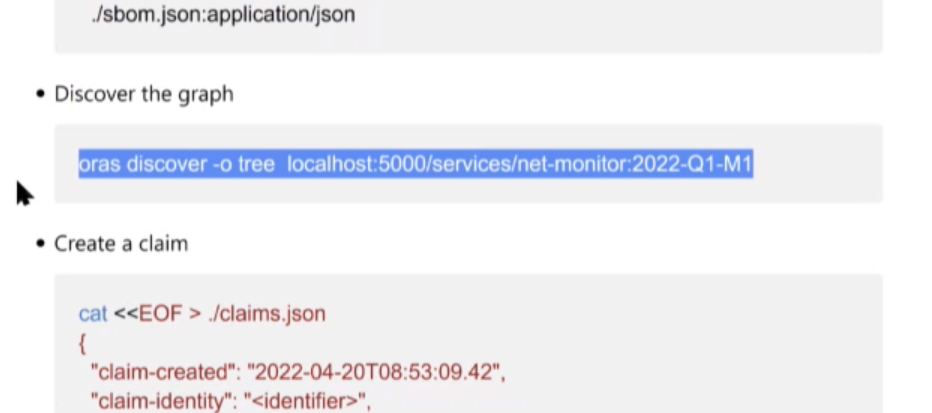 ./sbom.json:application/json
• Discover the graph
oras discover -o tree  localhost:5000/services/net-monitor:2022-Q1-M1
• Create a claim
cat <<EOF > ./claims.json
{
"claim-created": "2022-04-20T08:53:09.42",
"claim-identity": "<identifier>",